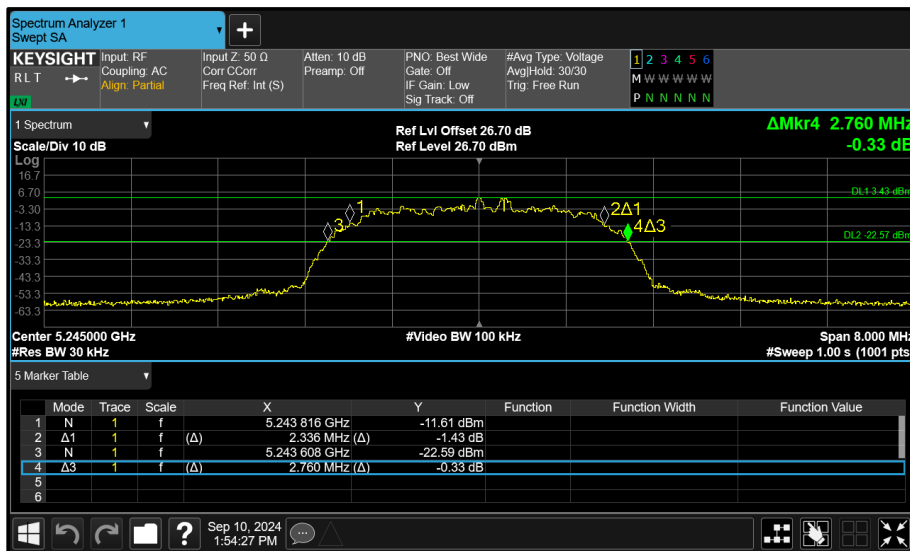 Spectrum Analyzer 1
Swept SA
KEYSIGHT
RLT
LXI
Input: RF
Coupling: AC
Align: Partial
Input Z: 50 Ω
Corr CCorr
Freq Ref: Int (S)
Atten: 10 dB
Preamp: Off
PNO: Best Wide
Gate: Off
IF Gain: Low
Sig Track: Off
#Avg Type: Voltage
Avg|Hold: 30/30
Trig: Free Run
1 2 3 4 5 6
M W W W W W
P N N N N N
1 Spectrum
Scale/Div 10 dB
Ref Lvl Offset 26.70 dB
Ref Level 26.70 dBm
ΔMkr4 2.760 MHz
-0.33 dB
Log
16.7
6.70
-3.30
-13.3
-23.3
-33.3
-43.3
-53.3
-63.3
DL1 3.43 dBm
DL2 -22.57 dBm
1
2Δ1
3
4Δ3
Center 5.245000 GHz
#Video BW 100 kHz
Span 8.000 MHz
#Res BW 30 kHz
#Sweep 1.00 s (1001 pts
5 Marker Table
Mode Trace Scale X Y Function Function Width Function Value
1 N 1 f 5.243 816 GHz -11.61 dBm
2 Δ1 1 f (Δ) 2.336 MHz (Δ) -1.43 dB
3 N 1 f 5.243 608 GHz -22.59 dBm
4 Δ3 1 f (Δ) 2.760 MHz (Δ) -0.33 dB
5
6
?
Sep 10, 2024
1:54:27 PM